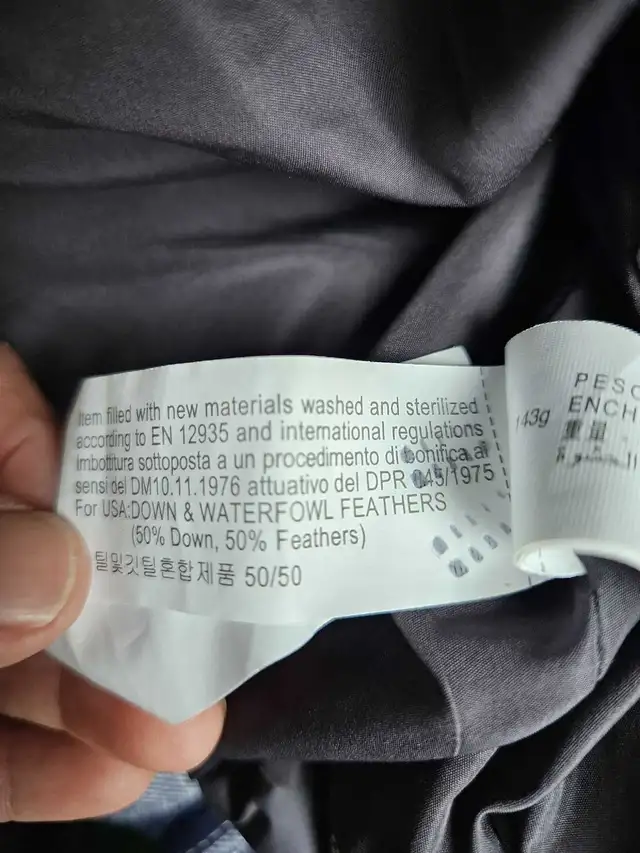 Item filled with new materials washed and sterilized
according to EN 12935 and international regulations
Imbottitura sottoposta a un procedimento di bonifica ai
sensi del DM10.11.1976 attuativo del DPR 045/1975
For USA:DOWN & WATERFOWL FEATHERS
(50% Down, 50% Feathers)
털및깃털혼합제품 50/50
143g
PESO
ENCH
重量